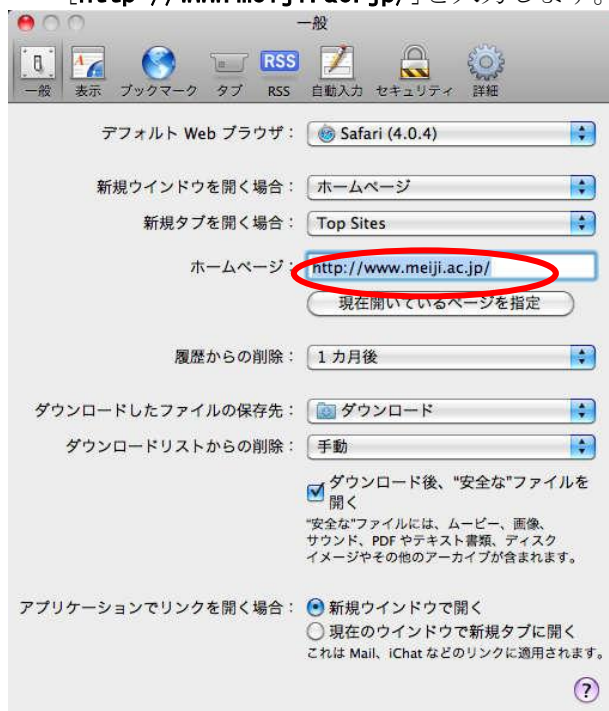 [http://www.meiji.ac.jp/]を入力します。
一般
RSS
一般 表示 ブックマーク タブ RSS 自動入力 セキュリティ 詳細
デフォルト Web ブラウザ： Safari (4.0.4)
新規ウインドウを開く場合： ホームページ
新規タブを開く場合： Top Sites
ホームページ： http://www.meiji.ac.jp/
現在開いているページを指定
履歴からの削除： 1 カ月後
ダウンロードしたファイルの保存先： ダウンロード
ダウンロードリストからの削除： 手動
ダウンロード後、"安全な"ファイルを
開く
"安全な"ファイルには、ムービー、画像、
サウンド、PDF やテキスト書類、ディスク
イメージやその他のアーカイブが含まれます。
アプリケーションでリンクを開く場合： 新規ウインドウで開く
現在のウインドウで新規タブに開く
これは Mail、iChat などのリンクに適用されます。
?